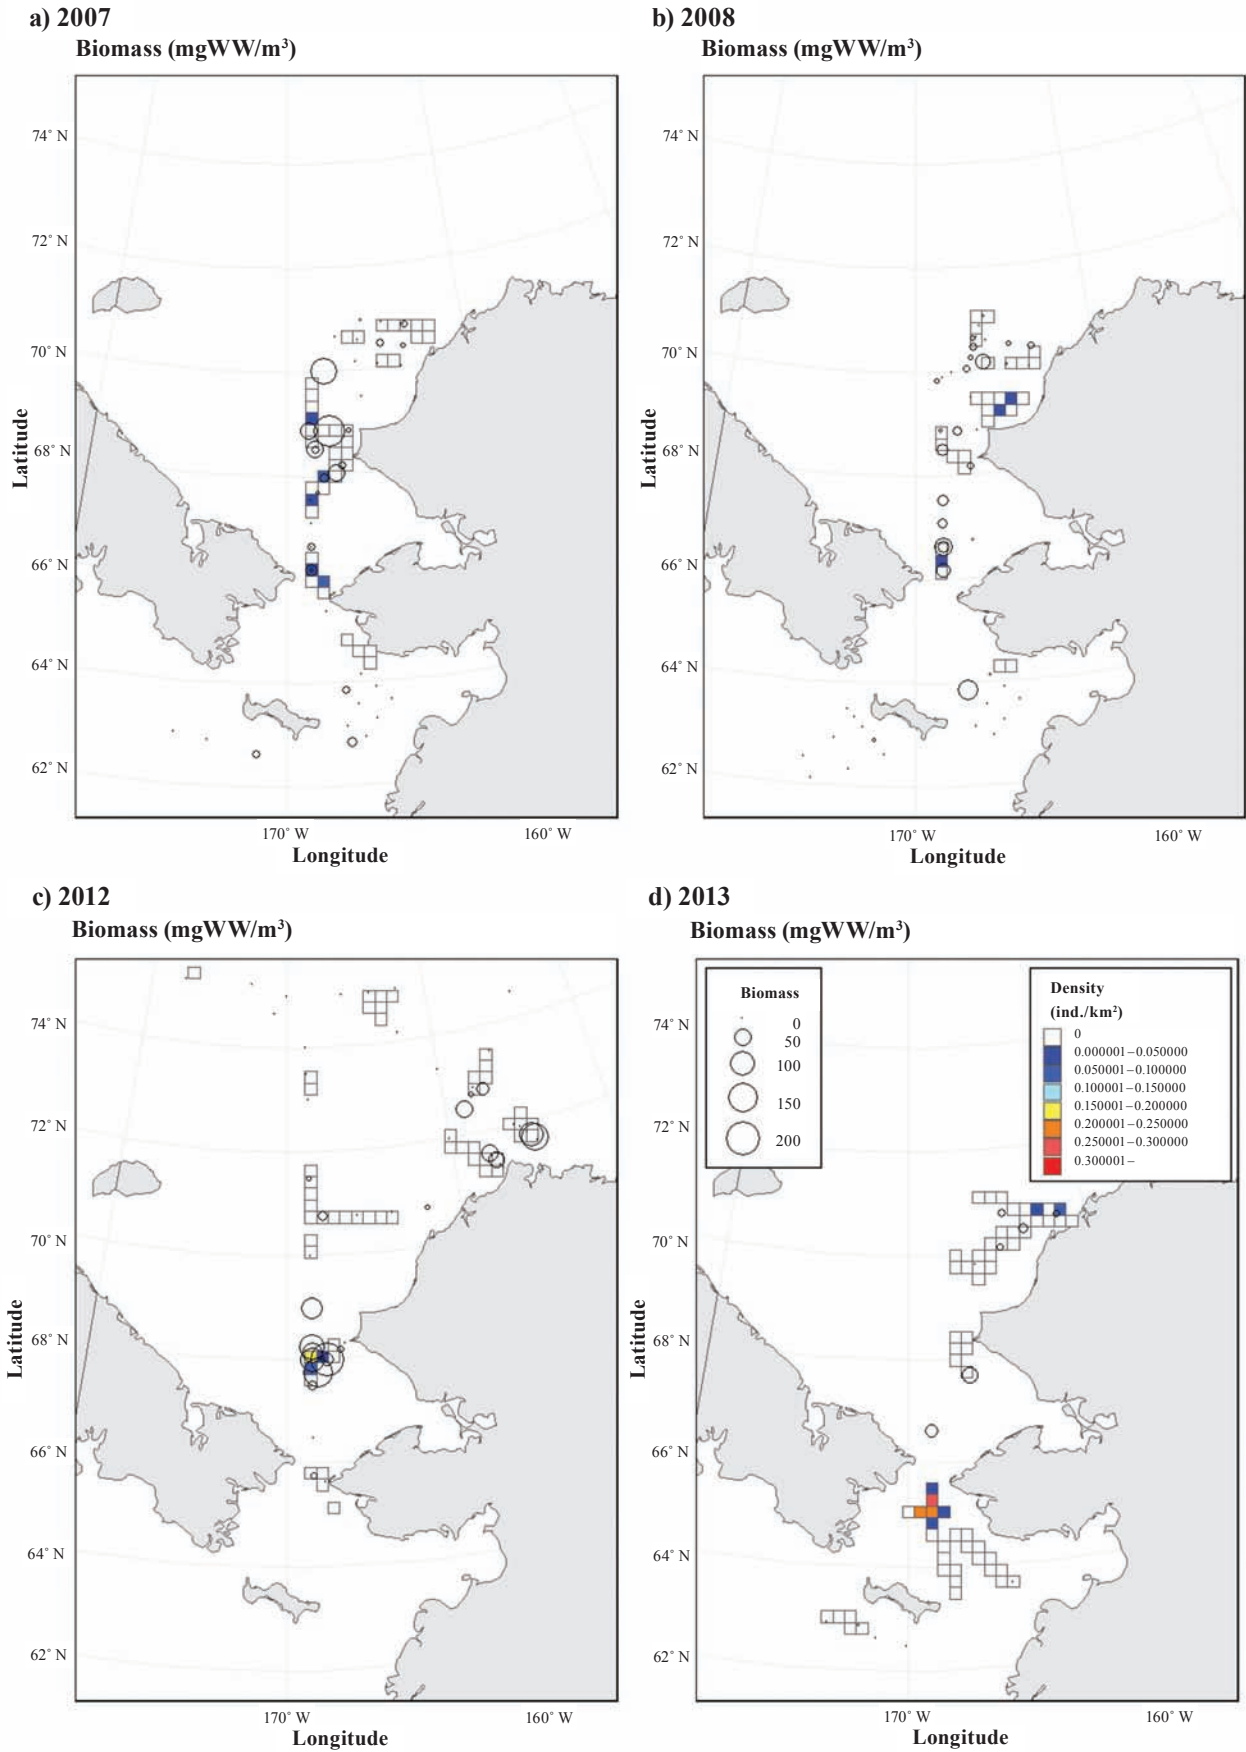 a) 2007
Biomass (mgWW/m³)
74° N
72° N
70° N
68° N
66° N
64° N
62° N
Latitude
170° W
160° W
Longitude
b) 2008
Biomass (mgWW/m³)
74° N
72° N
70° N
68° N
66° N
64° N
62° N
Latitude
170° W
160° W
Longitude
c) 2012
Biomass (mgWW/m³)
74° N
72° N
70° N
68° N
66° N
64° N
62° N
Latitude
170° W
160° W
Longitude
d) 2013
Biomass (mgWW/m³)
Biomass
0
50
100
150
200
Density
(ind./km²)
0
0.000001–0.050000
0.050001–0.100000
0.100001–0.150000
0.150001–0.200000
0.200001–0.250000
0.250001–0.300000
0.300001–
74° N
72° N
70° N
68° N
66° N
64° N
62° N
Latitude
170° W
160° W
Longitude